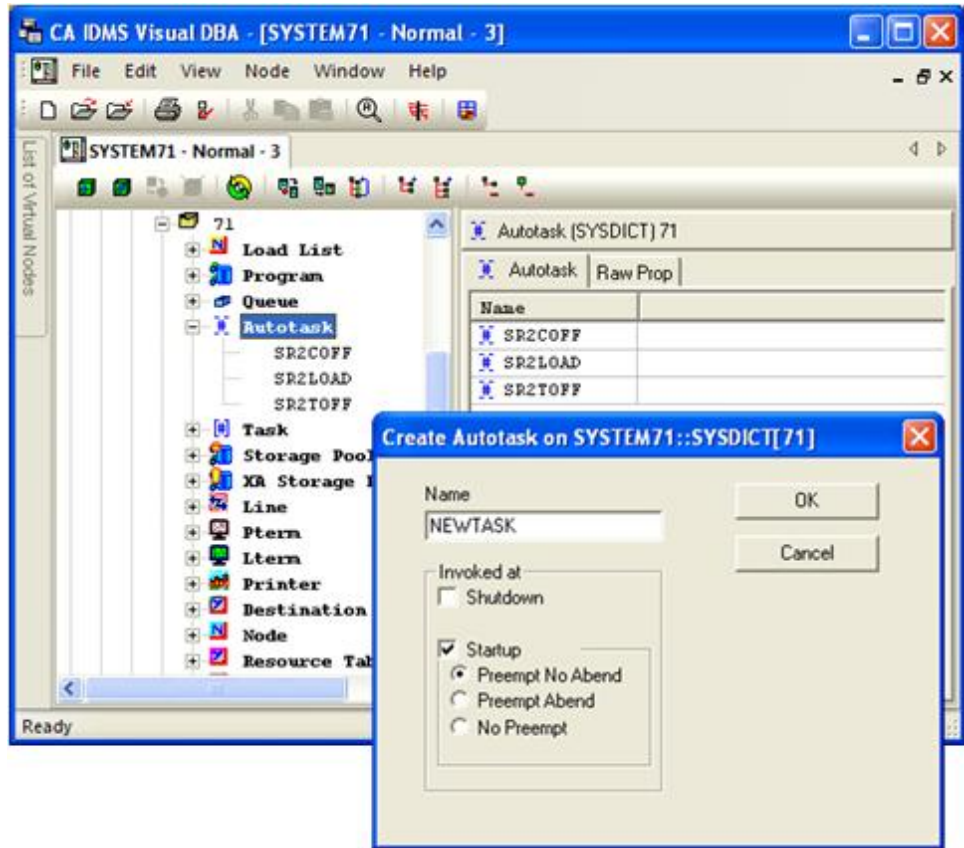 CA IDMS Visual DBA - [SYSTEM71 - Normal - 3]
File Edit View Node Window Help
SYSTEM71 - Normal - 3
List of Virtual Nodes
71
Load List
Program
Queue
Autotask
SR2COFF
SR2LOAD
SR2TOFF
Task
Storage Pool
XA Storage
Line
Pterm
Lterm
Printer
Destination
Node
Resource Tab
Ready
Autotask (SYSDICT) 71
Autotask Raw Prop
Name
SR2COFF
SR2LOAD
SR2TOFF
Create Autotask on SYSTEM71::SYSDICT[71]
Name
NEWTASK
OK
Cancel
Invoked at
Shutdown
Startup
Preempt No Abend
Preempt Abend
No Preempt